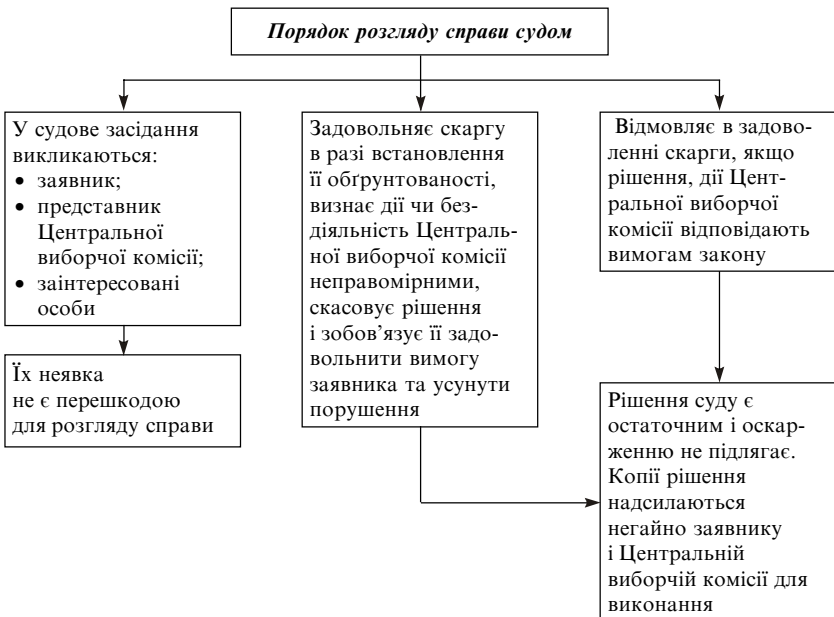 Порядок розгляду справи судом
У судове засідання
викликаються:
• заявник;
• представник
Центральної
виборчої комісії;
• заінтересовані
особи
Їх неявка
не є перешкодою
для розгляду справи
Задовольняє скаргу
в разі встановлення
її обґрунтованості,
визнає дії чи без-
діяльність Централь-
ної виборчої комісії
неправомірними,
скасовує рішення
і зобов’язує її задо-
вольнити вимогу
заявника та усунути
порушення
Відмовляє в задово-
ленні скарги, якщо
рішення, дії Цент-
ральної виборчої
комісії відповідають
вимогам закону
Рішення суду є
остаточним і оскар-
женню не підлягає.
Копії рішення
надсилаються
негайно заявнику
і Центральній
виборчій комісії для
виконання